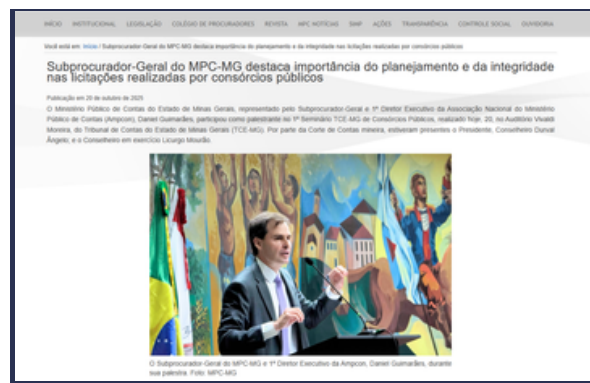 INÍCIO INSTITUCIONAL LEGISLAÇÃO COLÉGIO DE PROCURADORES REVISTA MPC NOTÍCIAS SMP AÇÕES TRANSPARÊNCIA CONTROLE SOCIAL OUVIDORIA
Você está em: Início / Subprocurador-Geral do MPC-MG destaca importância do planejamento e da integridade nas licitações realizadas por consórcios públicos
Subprocurador-Geral do MPC-MG destaca importância do planejamento e da integridade
nas licitações realizadas por consórcios públicos
Publicação em 20 de outubro de 2025
O Ministério Público de Contas do Estado de Minas Gerais, representado pelo Subprocurador-Geral e 1º Diretor Executivo da Associação Nacional do Ministério
Público de Contas (Ampcon), Daniel Guimarães, participou como palestrante no 1º Seminário TCE-MG de Consórcios Públicos, realizado hoje, 20, no Auditório Vivaldi
Moreira, do Tribunal de Contas do Estado de Minas Gerais (TCE-MG). Por parte da Corte de Contas mineira, estiveram presentes o Presidente, Conselheiro Durval
Ângelo, e o Conselheiro em exercício Licurgo Mourão.
O Subprocurador-Geral do MPC-MG e 1º Diretor Executivo da Ampcon, Daniel Guimarães, durante
sua palestra. Foto: MPC-MG